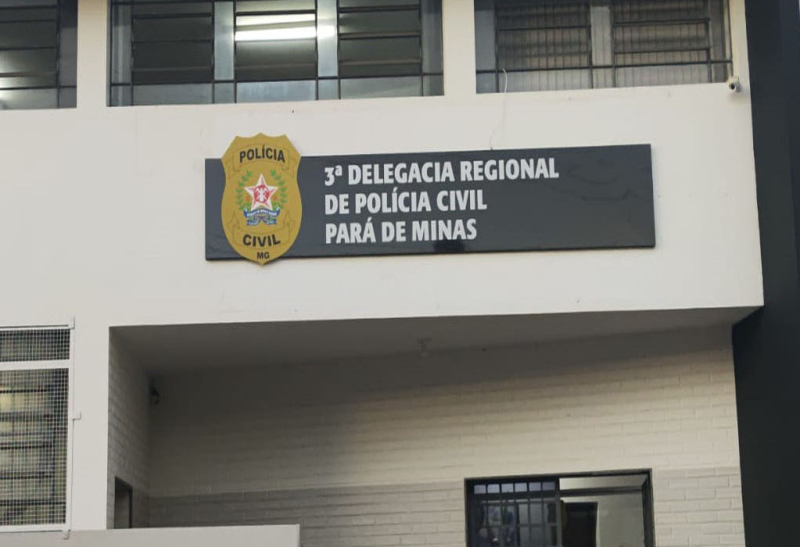 POLÍCIA
CIVIL
MG
3ª DELEGACIA REGIONAL
DE POLÍCIA CIVIL
PARÁ DE MINAS